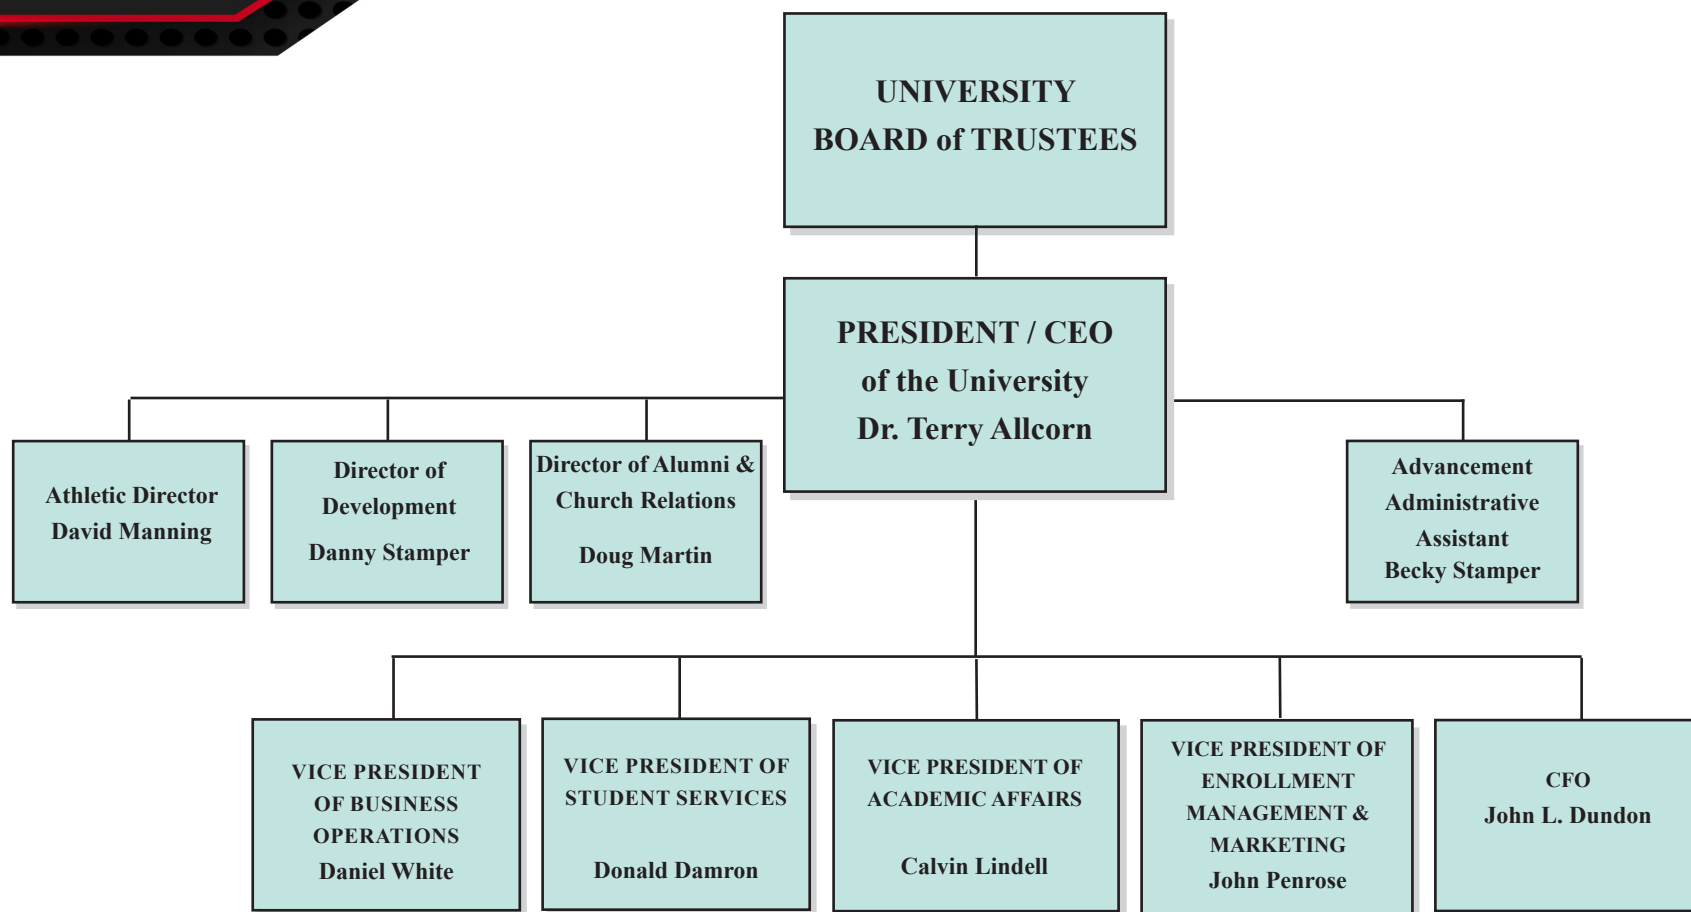 UNIVERSITY
BOARD of TRUSTEES
PRESIDENT / CEO
of the University
Dr. Terry Allcorn
Athletic Director
David Manning
Director of
Development
Danny Stamper
Director of Alumni &
Church Relations
Doug Martin
Advancement
Administrative
Assistant
Becky Stamper
VICE PRESIDENT
OF BUSINESS
OPERATIONS
Daniel White
VICE PRESIDENT OF
STUDENT SERVICES
Donald Damron
VICE PRESIDENT OF
ACADEMIC AFFAIRS
Calvin Lindell
VICE PRESIDENT OF
ENROLLMENT
MANAGEMENT &
MARKETING
John Penrose
CFO
John L. Dundon